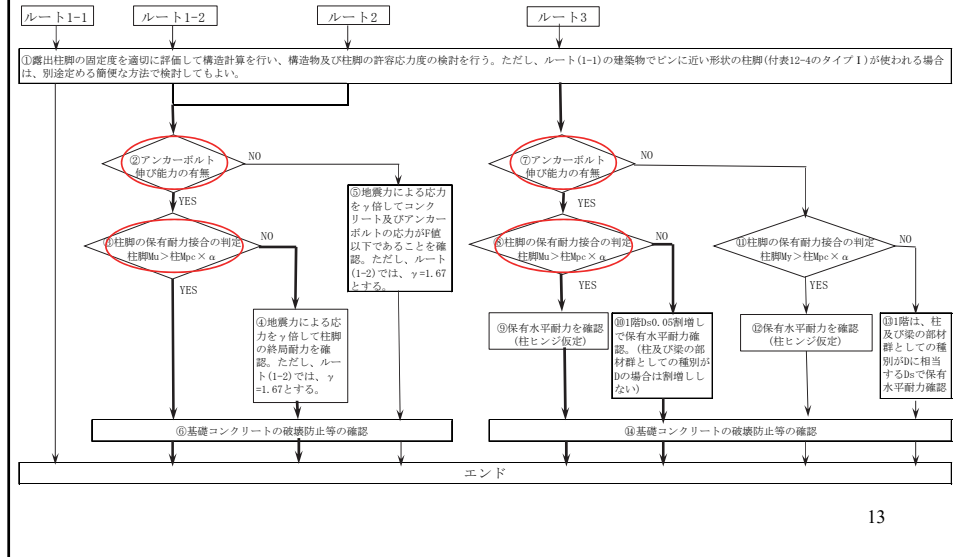 ルート1-1
ルート1-2
ルート2
ルート3
①露出柱脚の固定度を適切に評価して構造計算を行い、構造物及び柱脚の許容応力度の検討を行う。ただし、ルート(1-1)の建築物でピンに近い形状の柱脚(付表12-4のタイプⅠ)が使われる場合
は、別途定める簡便な方法で検討してもよい。
②アンカーボルト
伸び能力の有無
NO
YES
③柱脚の保有耐力接合の判定
柱脚Mu>柱Mpc×α
NO
YES
④地震力による応
力をγ倍して柱脚
の終局耐力を確
認。ただし、ルー
ト(1-2)では、γ
=1.67とする。
⑤地震力による応力
をγ倍してコンク
リート及びアンカー
ボルトの応力がF値
以下であることを確
認。ただし、ルート
(1-2)では、γ=1.67
とする。
⑥基礎コンクリートの破壊防止等の確認
⑦アンカーボルト
伸び能力の有無
NO
YES
⑧柱脚の保有耐力接合の判定
柱脚Mu>柱Mpc×α
NO
YES
⑨保有水平耐力を確認
(柱ヒンジ仮定)
⑩1階Ds0.05割増し
で保有水平耐力確
認。(柱及び梁の部
材群としての種別が
Dの場合は割増しし
ない)
⑪柱脚の保有耐力接合の判定
柱脚My>柱Mpc×α
NO
YES
⑫保有水平耐力を確認
(柱ヒンジ仮定)
⑬1階は、柱
及び梁の部材
群としての種
別がDに相当
するDsで保有
水平耐力確認
⑭基礎コンクリートの破壊防止等の確認
エンド
13